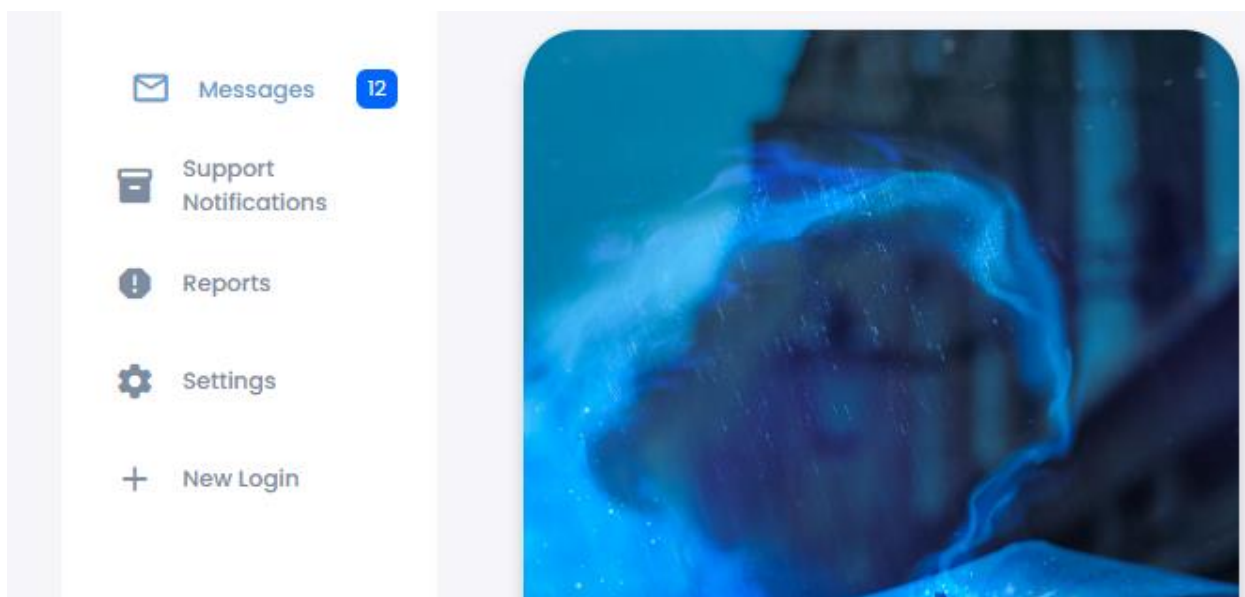 Messages 12
Support
Notifications
Reports
Settings
New Login